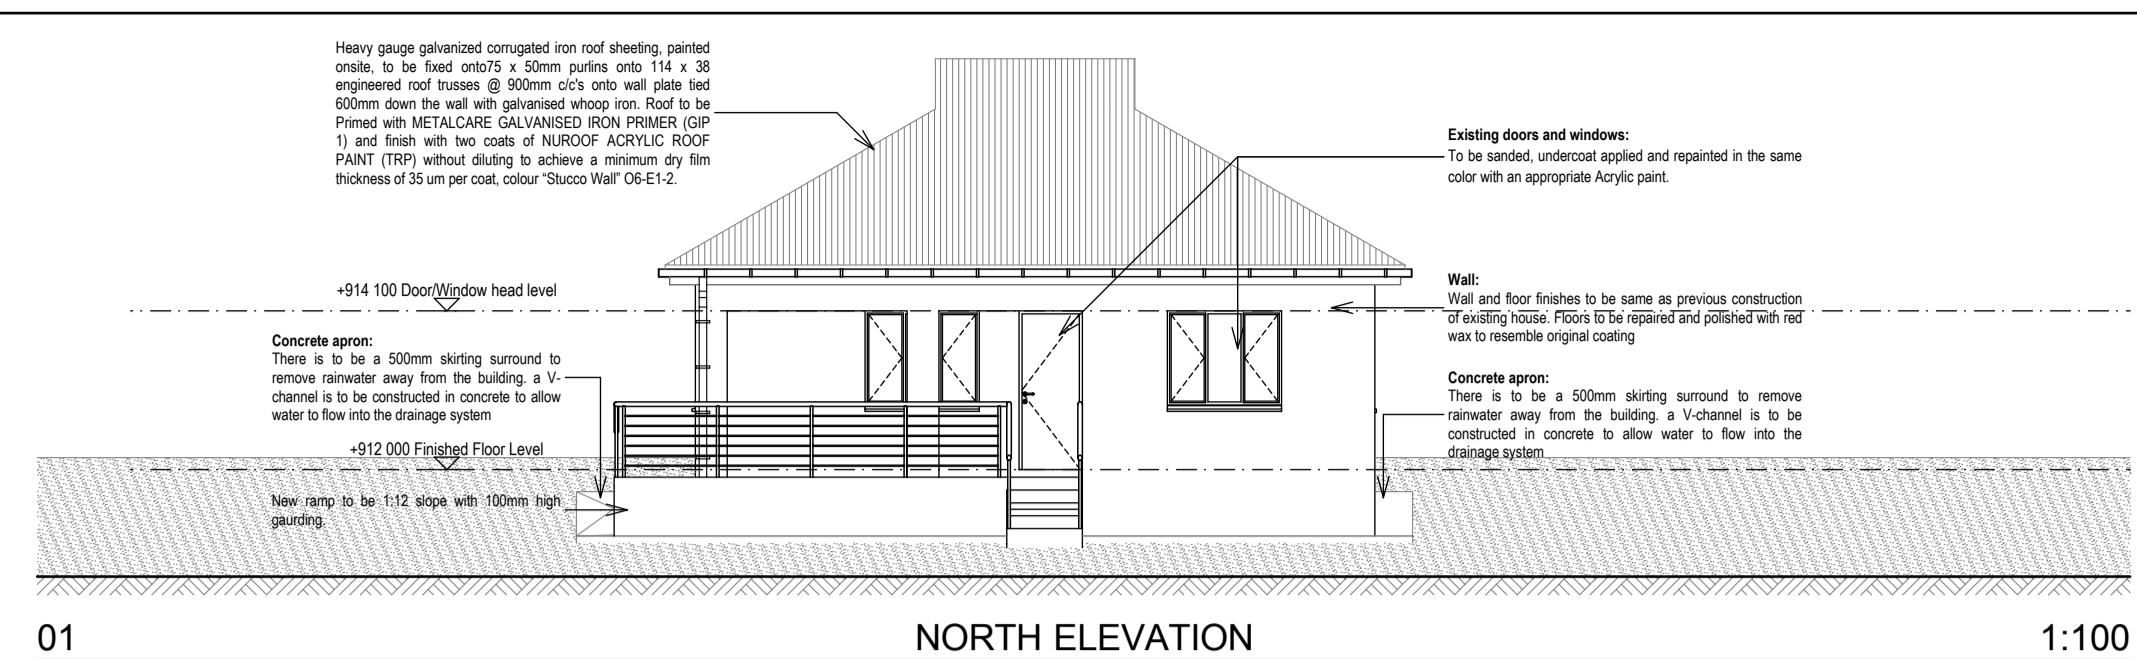 Heavy gauge galvanized corrugated iron roof sheeting, painted
onsite, to be fixed onto75 x 50mm purlins onto 114 x 38
engineered roof trusses @ 900mm c/c's onto wall plate tied
600mm down the wall with galvanised whoop iron. Roof to be
Primed with METALCARE GALVANISED IRON PRIMER (GIP
1) and finish with two coats of NUROOF ACRYLIC ROOF
PAINT (TRP) without diluting to achieve a minimum dry film
thickness of 35 um per coat, colour “Stucco Wall” O6-E1-2.
+914 100 Door/Window head level
Concrete apron:
There is to be a 500mm skirting surround to
remove rainwater away from the building. a V-
channel is to be constructed in concrete to allow
water to flow into the drainage system
+912 000 Finished Floor Level
New ramp to be 1:12 slope with 100mm high
gaurding.
Existing doors and windows:
To be sanded, undercoat applied and repainted in the same
color with an appropriate Acrylic paint.
Wall:
Wall and floor finishes to be same as previous construction
of existing house. Floors to be repaired and polished with red
wax to resemble original coating
Concrete apron:
There is to be a 500mm skirting surround to remove
rainwater away from the building. a V-channel is to be
constructed in concrete to allow water to flow into the
drainage system
01
NORTH ELEVATION
1:100